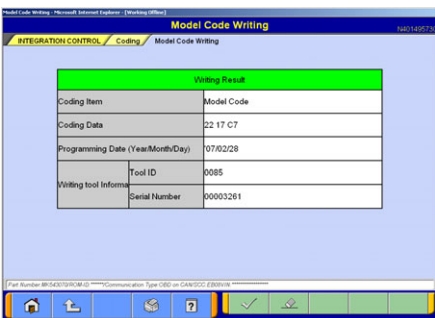 Model Code Writing - Microsoft Internet Explorer - [Working Offline]
Model Code Writing
INTEGRATION CONTROL Coding Model Code Writing
Writing Result
Coding Item Model Code
Coding Data 22 17 C7
Programming Date (Year/Month/Day) '07/02/28
Writing tool Informa Tool ID 0085
Serial Number 00003261
?